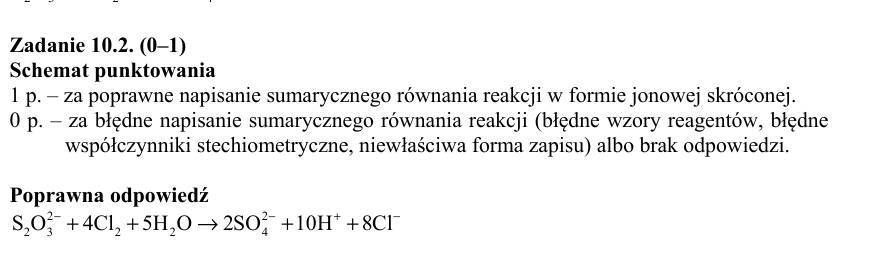 Zadanie 10.2. (0–1)
Schemat punktowania
1 p. – za poprawne napisanie sumarycznego równania reakcji w formie jonowej skróconej.
0 p. – za błędne napisanie sumarycznego równania reakcji (błędne wzory reagentów, błędne
współczynniki stechiometryczne, niewłaściwa forma zapisu) albo brak odpowiedzi.
Poprawna odpowiedź
S₂O₃²⁻ + 4Cl₂ + 5H₂O → 2SO₄²⁻ + 10H⁺ + 8Cl⁻